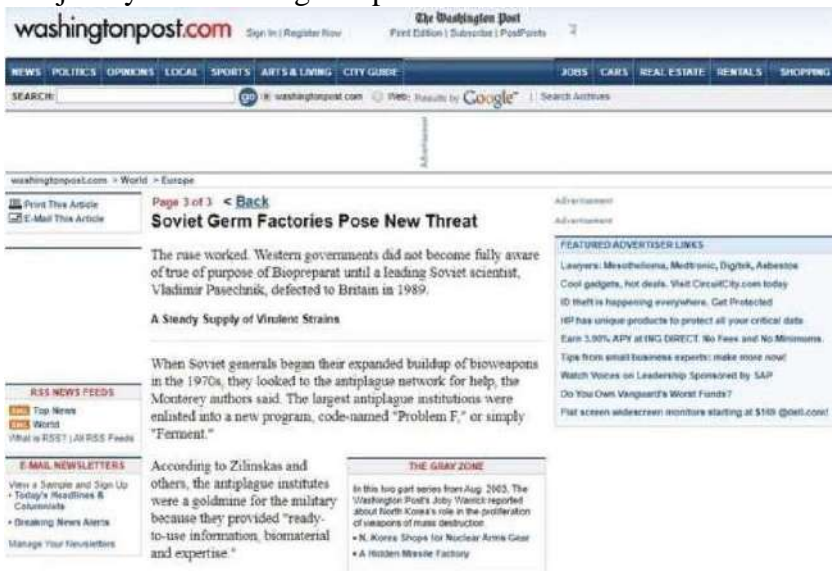 washingtonpost.com Sign In | Register Now
The Washington Post
Print Edition | Subscribe | PostPoints
NEWS POLITICS OPINIONS LOCAL SPORTS ARTS & LIVING CITY GUIDE JOBS CARS REAL ESTATE RENTALS SHOPPING
SEARCH: go washingtonpost.com Web: Results by Google™ | Search Archives
Advertisement
washingtonpost.com > World > Europe
Print This Article
E-Mail This Article
Page 3 of 3 < Back
Soviet Germ Factories Pose New Threat
The ruse worked. Western governments did not become fully aware
of true of purpose of Biopreparat until a leading Soviet scientist,
Vladimir Pasechnik, defected to Britain in 1989.
A Steady Supply of Virulent Strains
When Soviet generals began their expanded buildup of bioweapons
in the 1970s, they looked to the antiplague network for help, the
Monterey authors said. The largest antiplague institutions were
enlisted into a new program, code-named "Problem F," or simply
"Ferment."
According to Zilinskas and
others, the antiplague institutes
were a goldmine for the military
because they provided "ready-
to-use information, biomaterial
and expertise."
THE GRAY ZONE
In this two part series from Aug. 2003, The
Washington Post's Joby Warrick reported
about North Korea's role in the proliferation
of weapons of mass destruction
• N. Korea Shops for Nuclear Arms Gear
• A Hidden Missile Factory
RSS NEWS FEEDS
Top News
World
What is RSS? | All RSS Feeds
E-MAIL NEWSLETTERS
View a Sample and Sign Up
• Today's Headlines &
Columnists
• Breaking News Alerts
Manage Your Newsletters
Advertisement
Advertisement
FEATURED ADVERTISER LINKS
Lawyers: Mesothelioma, Medtronic, Digitek, Asbestos
Cool gadgets, hot deals. Visit CircuitCity.com today
ID theft is happening everywhere. Get Protected
HP has unique products to protect all your critical data
Earn 3.00% APY at ING DIRECT. No Fees and No Minimums.
Tips from small business experts: make more now!
Watch Voices on Leadership Sponsored by SAP
Do You Own Vanguard's Worst Funds?
Flat screen widescreen monitors starting at $169 @dell.com!